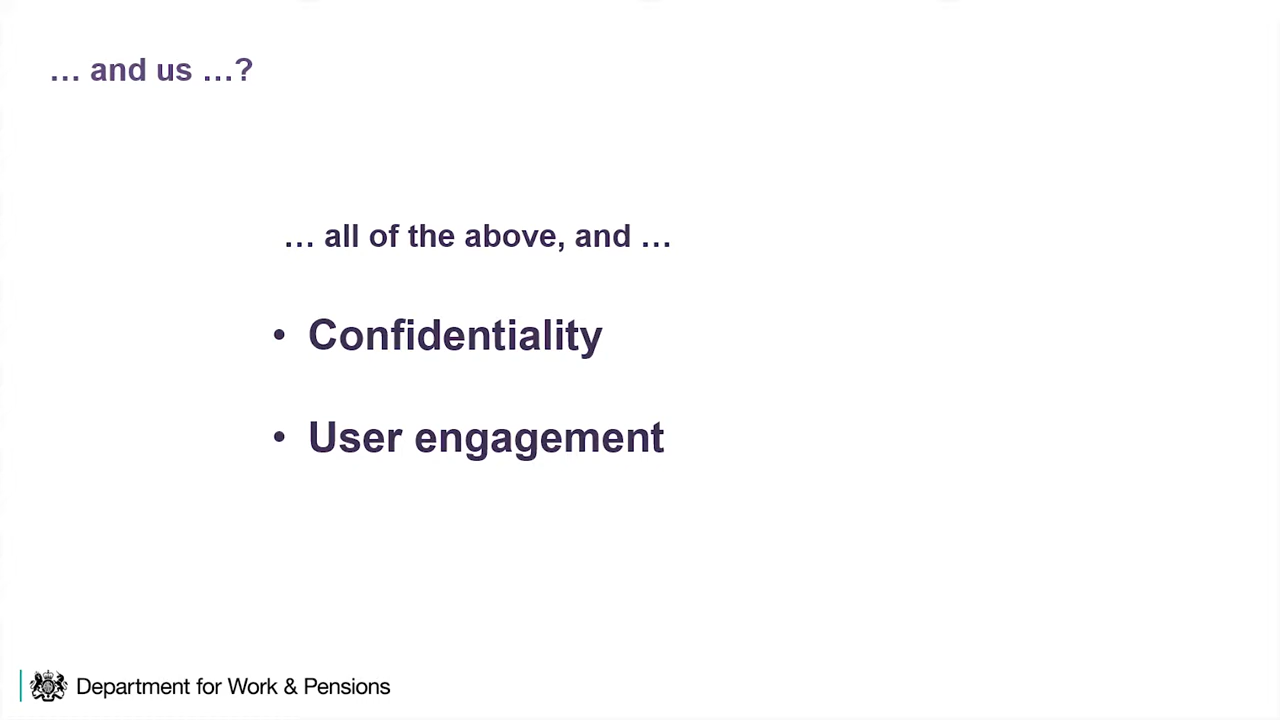 … and us …?
… all of the above, and …
• Confidentiality
• User engagement
Department for Work & Pensions